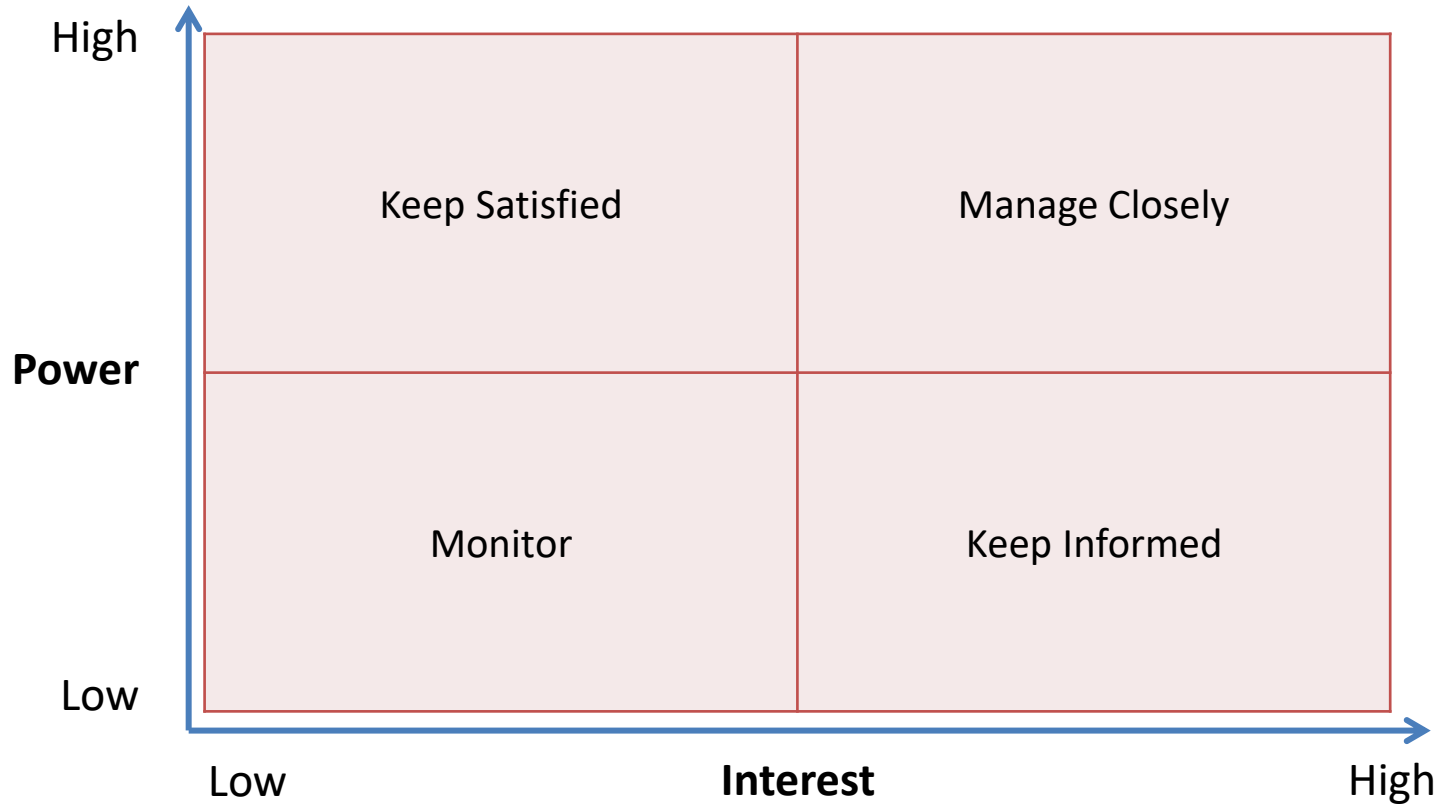 High
Keep Satisfied
Manage Closely
Power
Monitor
Keep Informed
Low
Low
Interest
High